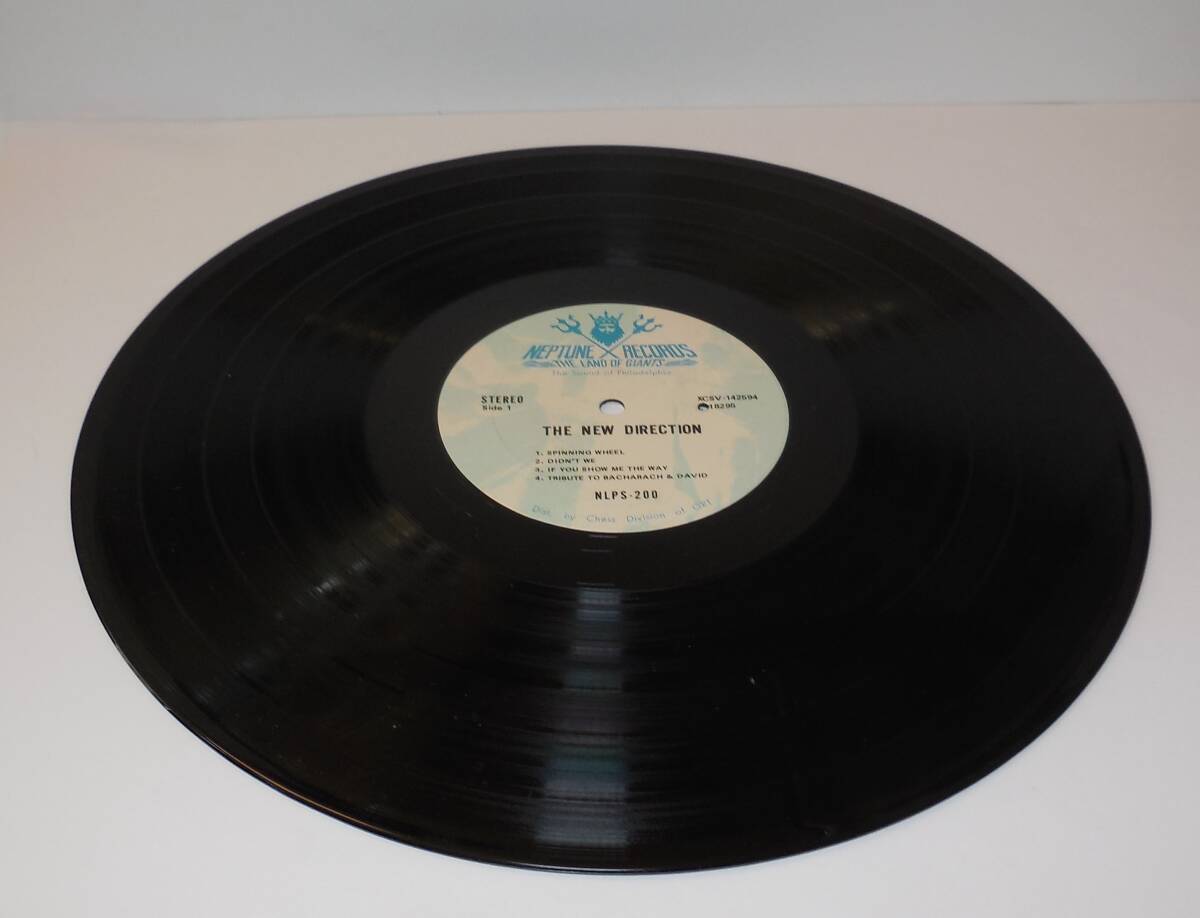 NEPTUNE RECORDS
THE LAND OF GIANTS
The Sound of Philadelphia
STEREO
Side 1
XCSV-142594
18295
THE NEW DIRECTION
1. SPINNING WHEEL
2. DIDN'T WE
3. IF YOU SHOW ME THE WAY
4. TRIBUTE TO BACHARACH & DAVID
NLPS-200
Dist. by Chess Division of GRT